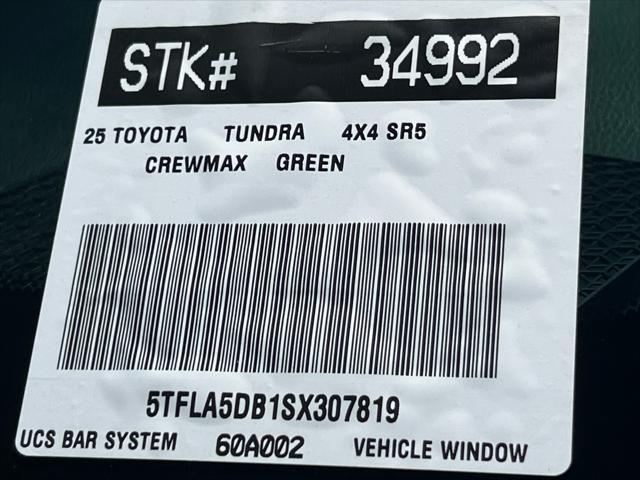 STK# 34992
25 TOYOTA TUNDRA 4X4 SR5
CREWMAX GREEN
5TFLA5DB1SX307819
UCS BAR SYSTEM 60A002 VEHICLE WINDOW